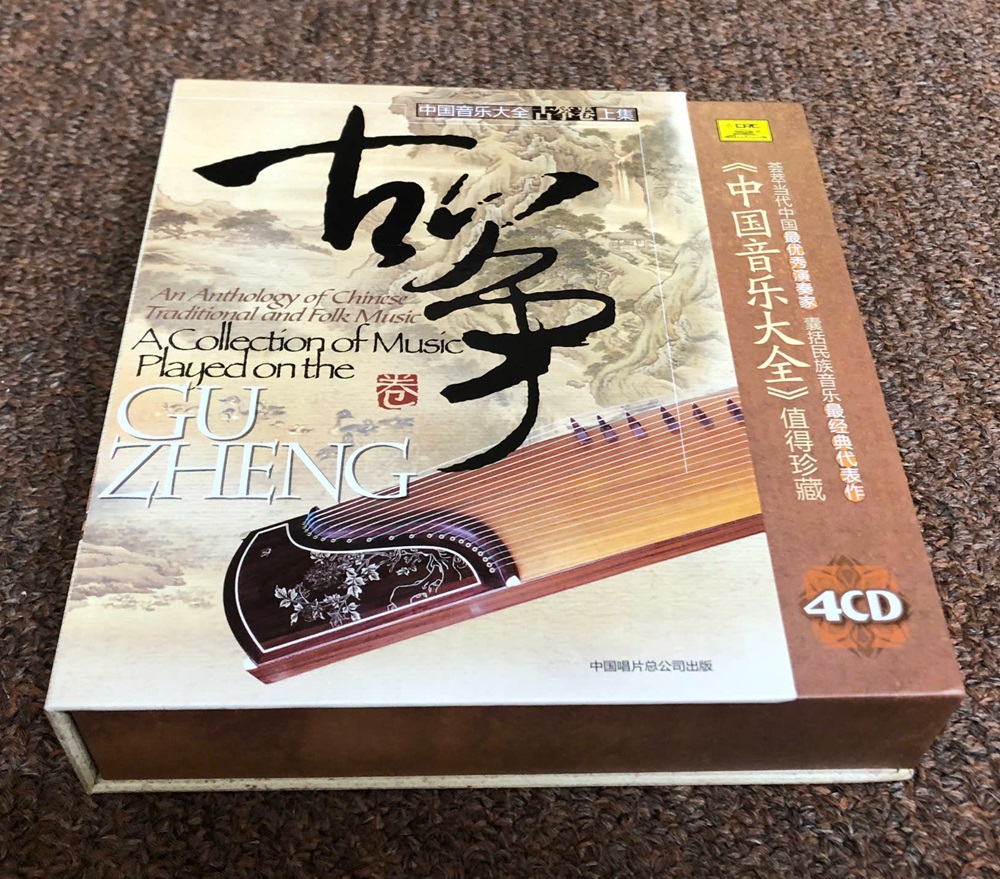 中国音乐大全古筝卷上集
古筝
An Anthology of Chinese
Traditional and Folk Music
A Collection of Music
Played on the
卷
GU
ZHENG
中国唱片总公司出版
CRC
荟萃当代中国最优秀演奏家 囊括民族音乐最经典代表作
《中国音乐大全》值得珍藏
4CD